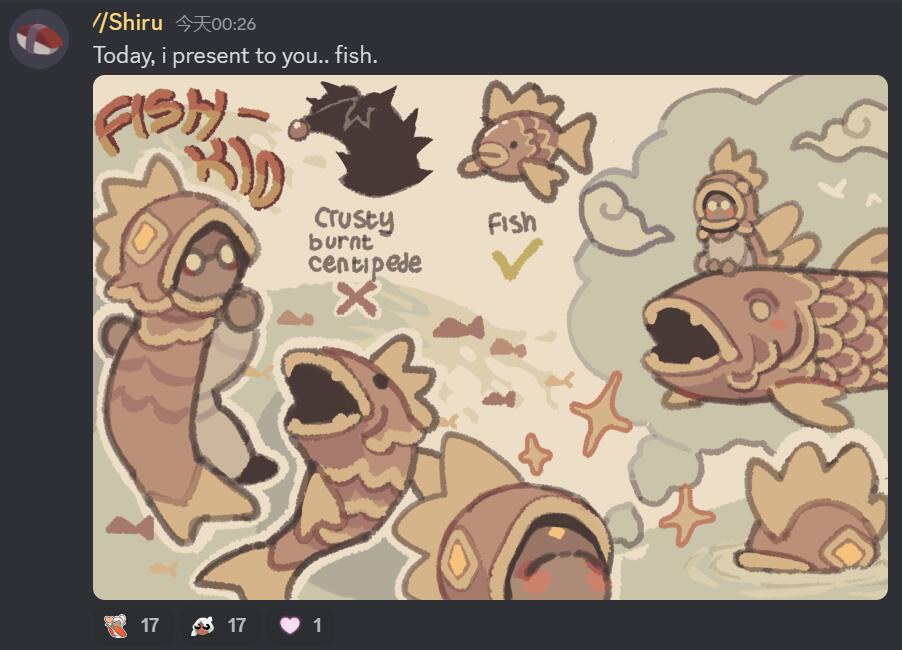 //Shiru 今天00:26
Today, i present to you.. fish.
FISH-
KID
Crusty
burnt
centipede
Fish
17 17 1